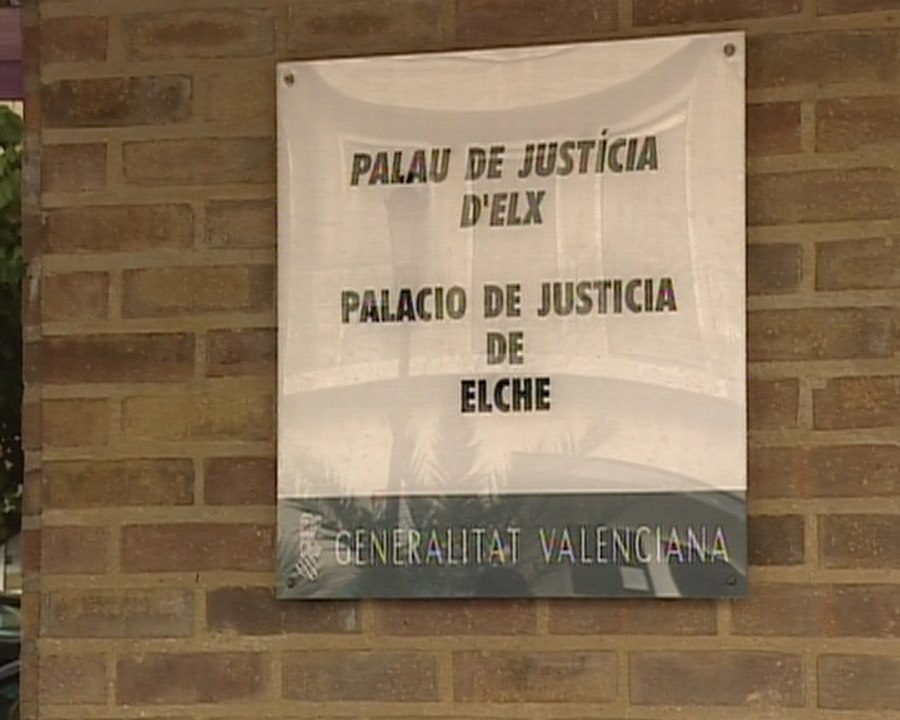 PALAU DE JUSTÍCIA
D'ELX
PALACIO DE JUSTICIA
DE
ELCHE
GENERALITAT VALENCIANA